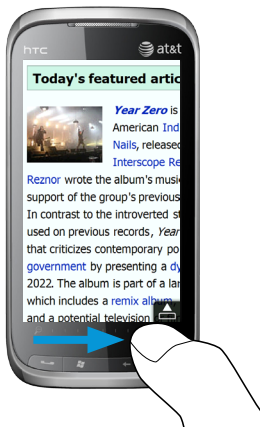 hTC
at&t
Today's featured artic
Year Zero is
American Ind
Nails, released
Interscope Re
Reznor wrote the album's musi
support of the group's previous
In contrast to the introverted st
used on previous records, Year
that criticizes contemporary po
government by presenting a dy
2022. The album is part of a lar
which includes a remix album,
and a potential television